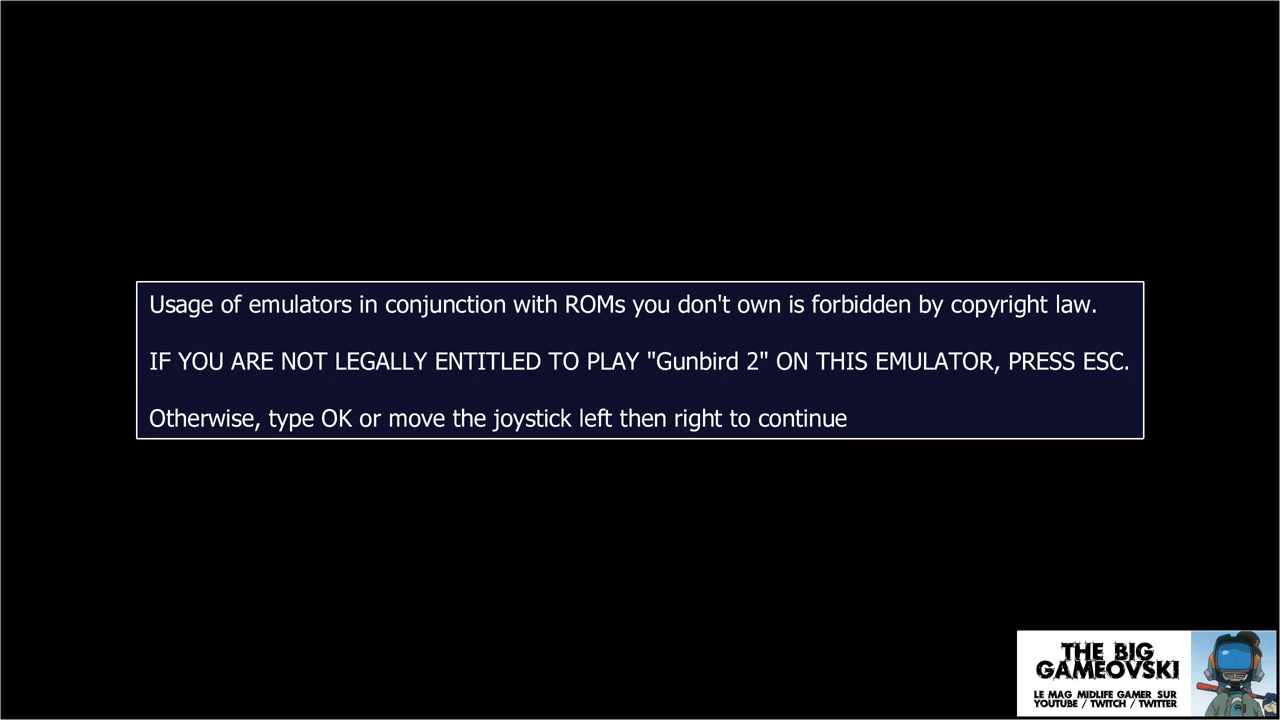 Usage of emulators in conjunction with ROMs you don't own is forbidden by copyright law.
IF YOU ARE NOT LEGALLY ENTITLED TO PLAY "Gunbird 2" ON THIS EMULATOR, PRESS ESC.
Otherwise, type OK or move the joystick left then right to continue
THE BIG
GAMEOVSKI
LE MAG MIDLIFE GAMER SUR
YOUTUBE / TWITCH / TWITTER